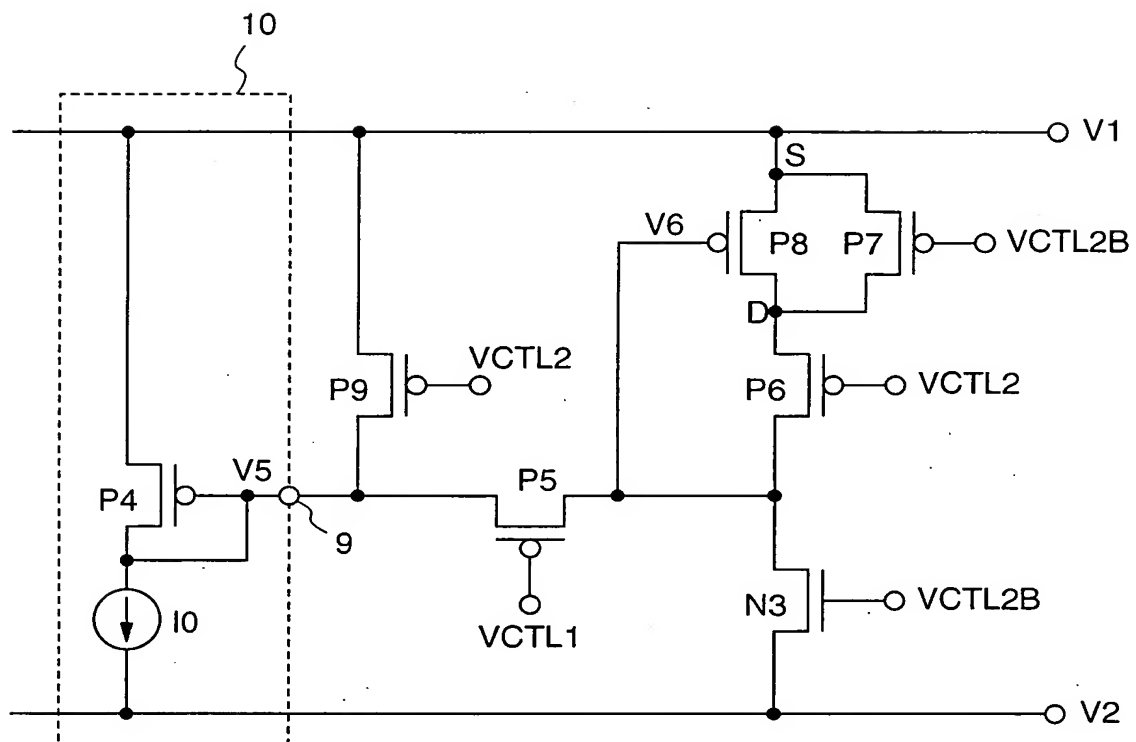 10
V1
S
V6
P8
P7
VCTL2B
D
VCTL2
P9
P6
VCTL2
V5
P5
P4
9
I0
N3
VCTL2B
VCTL1
V2